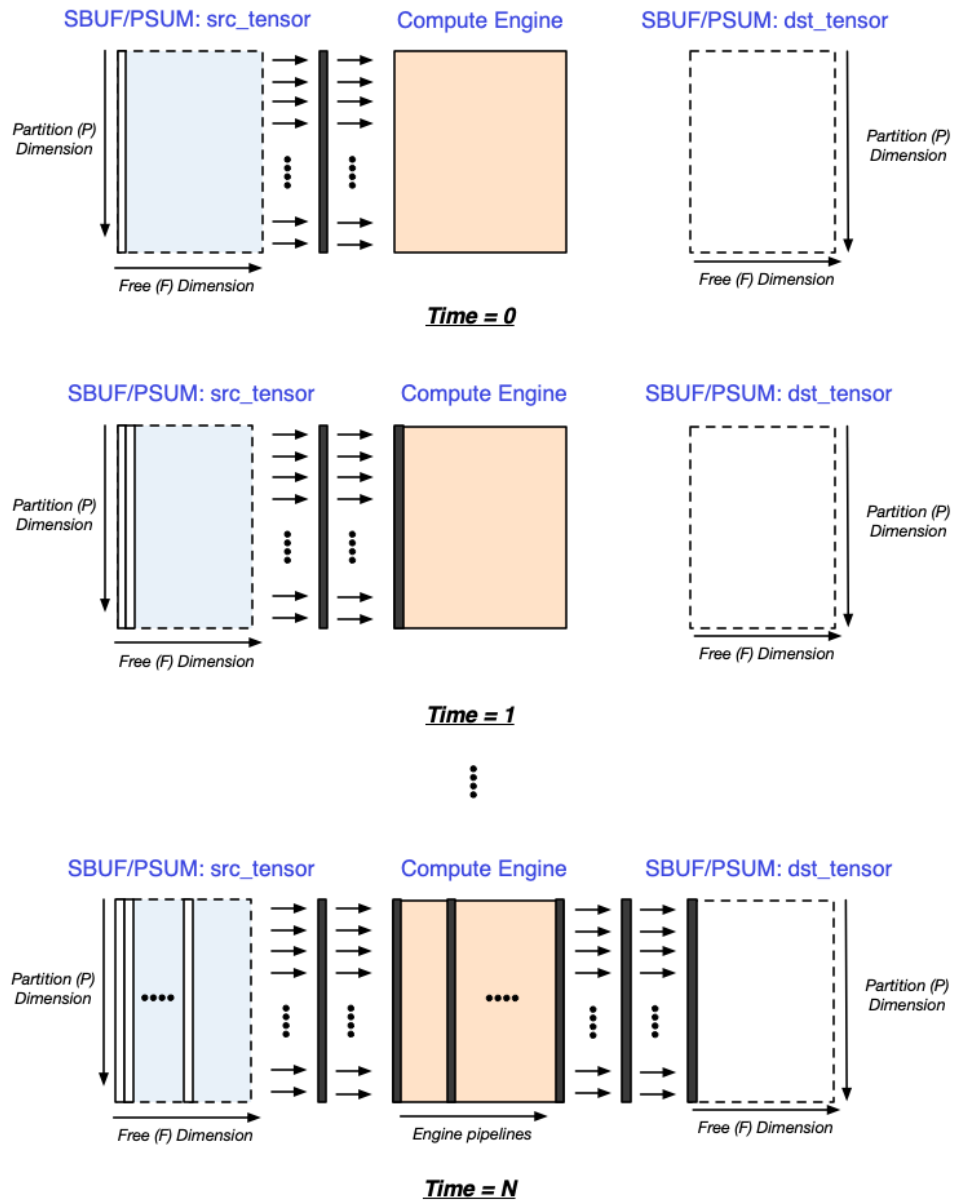 SBUF/PSUM: src_tensor
Compute Engine
SBUF/PSUM: dst_tensor
Partition (P)
Dimension
Partition (P)
Dimension
Free (F) Dimension
Free (F) Dimension
Time = 0
SBUF/PSUM: src_tensor
Compute Engine
SBUF/PSUM: dst_tensor
Partition (P)
Dimension
Partition (P)
Dimension
Free (F) Dimension
Free (F) Dimension
Time = 1
SBUF/PSUM: src_tensor
Compute Engine
SBUF/PSUM: dst_tensor
Partition (P)
Dimension
Partition (P)
Dimension
Free (F) Dimension
Engine pipelines
Free (F) Dimension
Time = N